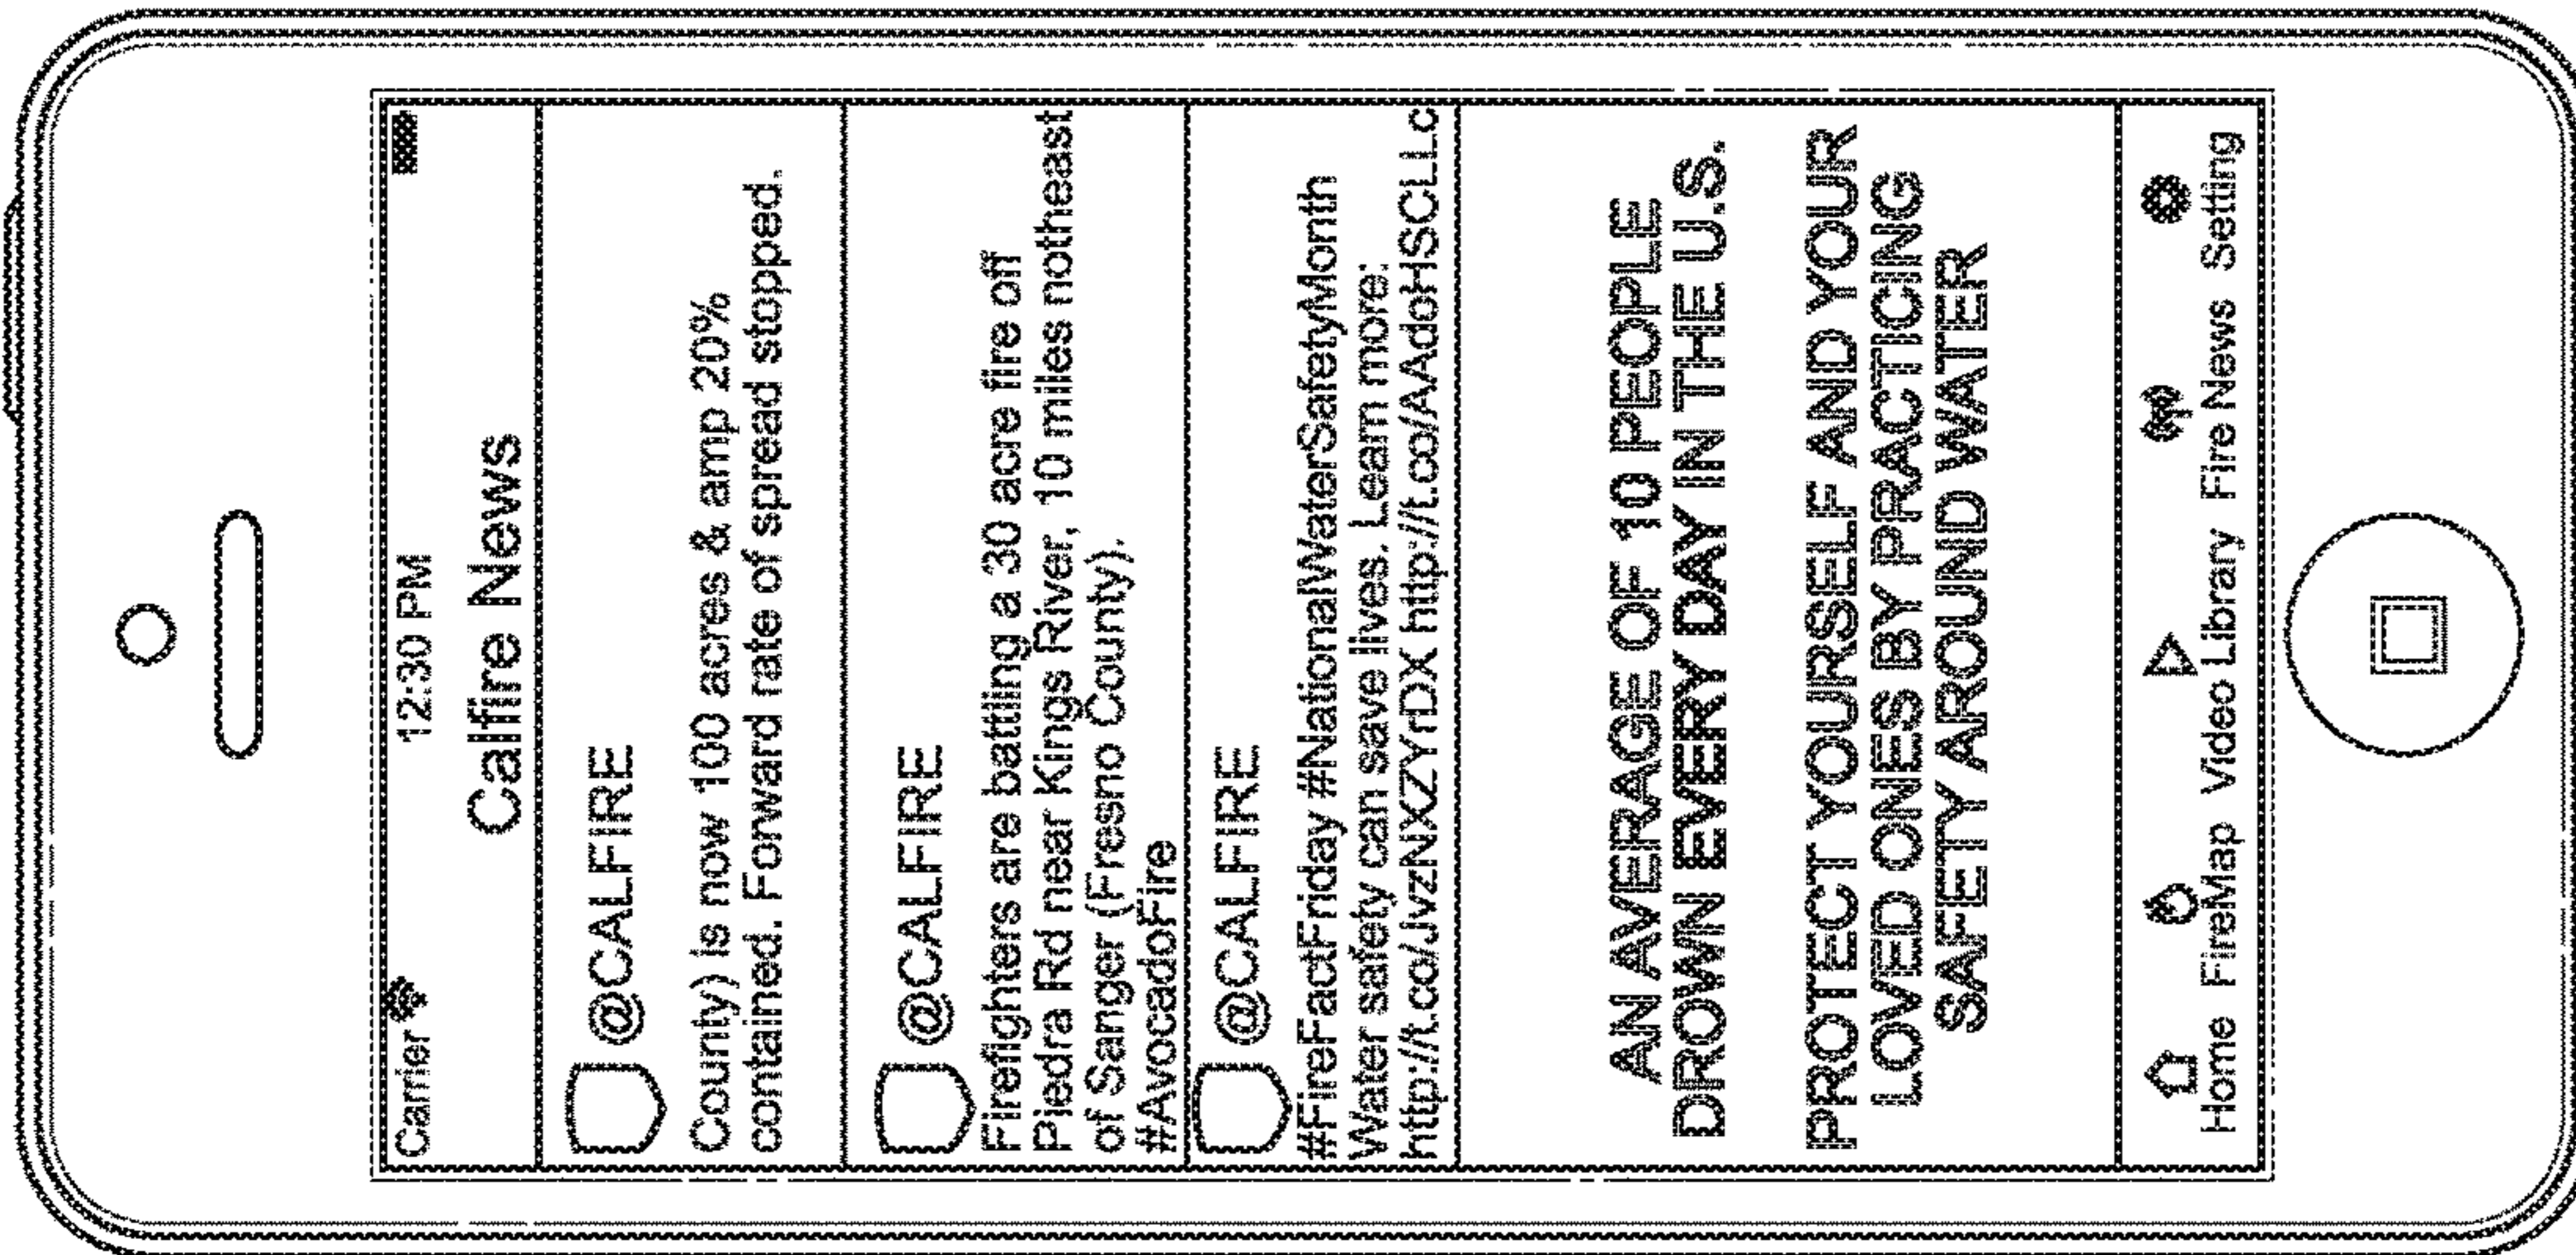 Carrier 12:30 PM
Calfire News
@CALFIRE
County) is now 100 acres & amp 20%
contained. Forward rate of spread stopped.
@CALFIRE
Firefighters are battling a 30 acre fire off
Piedra Rd near Kings River, 10 miles notheast
of Sanger (Fresno County).
#AvocadoFire
@CALFIRE
#FireFactFriday #NationalWaterSafetyMonth
Water safety can save lives. Learn more:
http://t.co/JvzNXZYrDX http://t.co/AAdoHSCLLc
AN AVERAGE OF 10 PEOPLE
DROWN EVERY DAY IN THE U.S.
PROTECT YOURSELF AND YOUR
LOVED ONES BY PRACTICING
SAFETY AROUND WATER
Home FireMap Video Library Fire News Setting